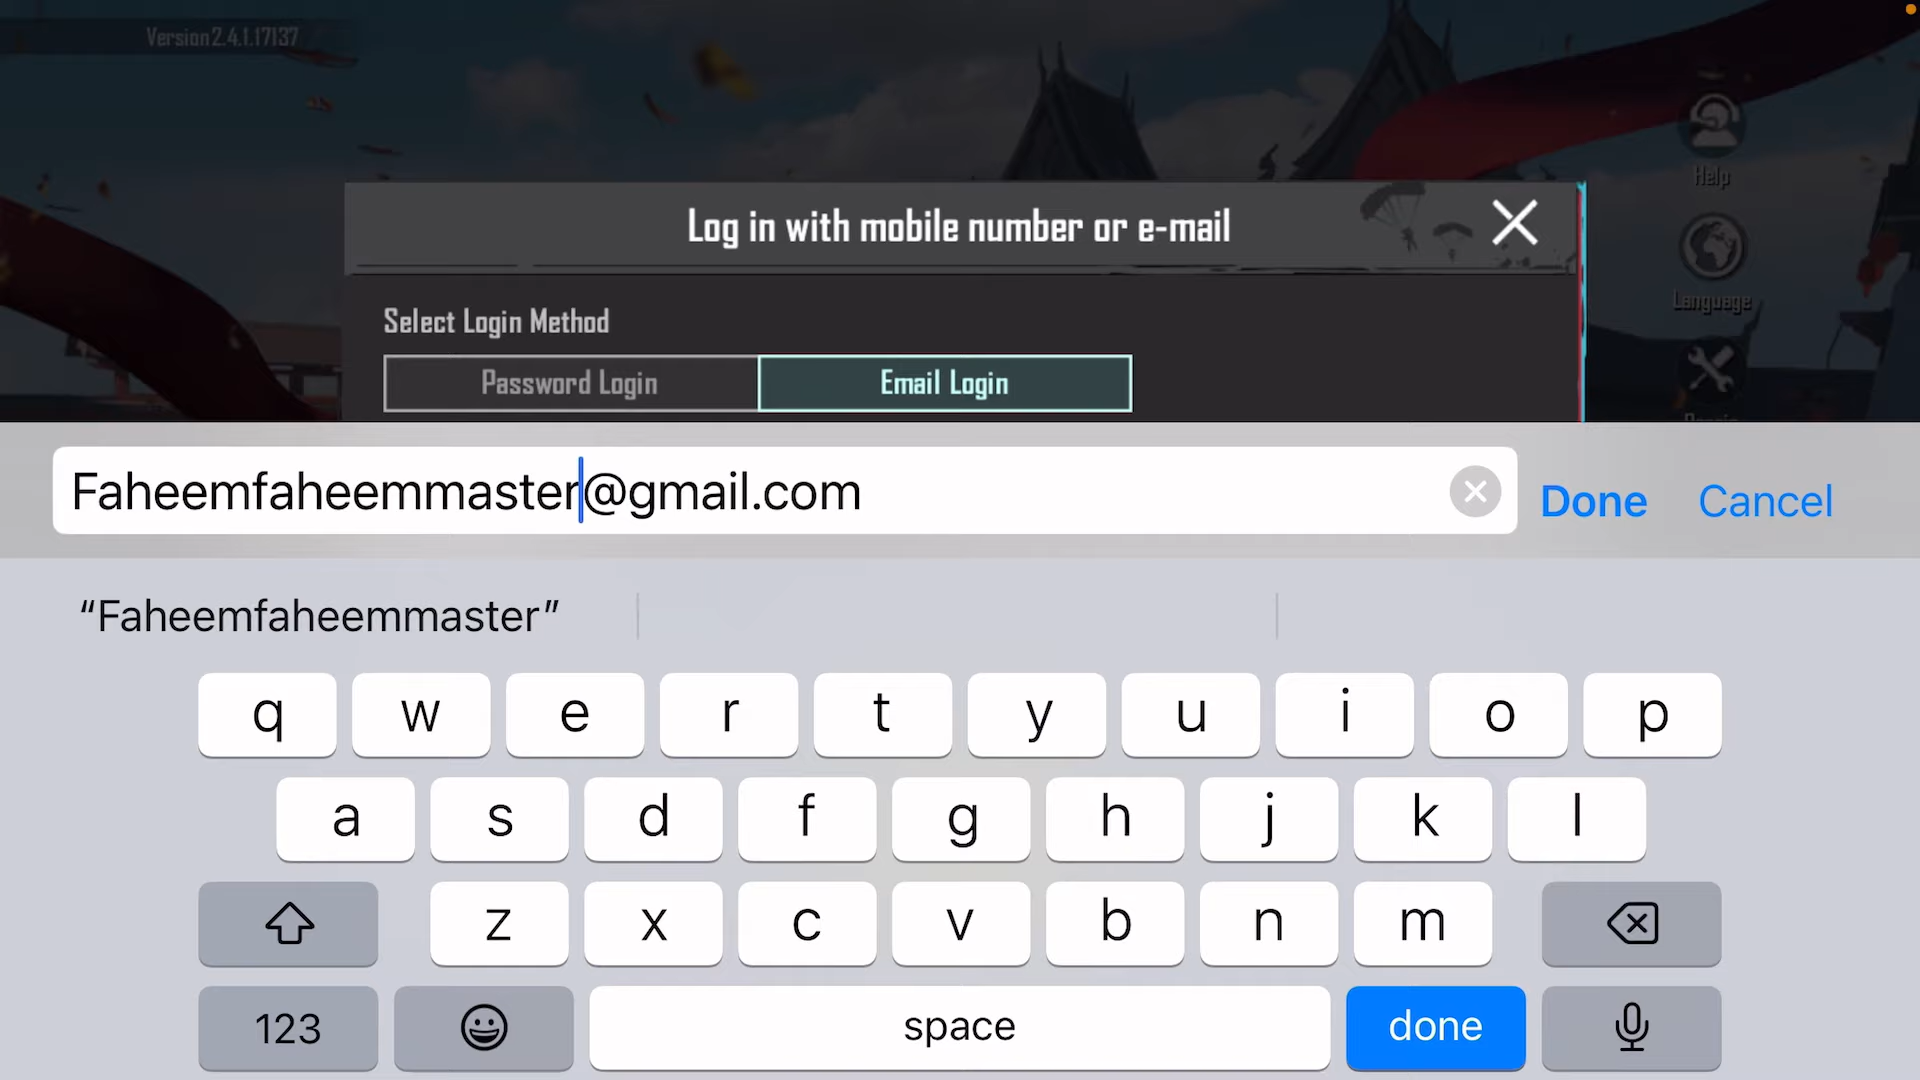 Version2.4.1.17137
Help
Log in with mobile number or e-mail
Language
Select Login Method
Password Login
Email Login
Faheemfaheemmaster@gmail.com
Done
Cancel
“Faheemfaheemmaster”
q w e r t y u i o p
a s d f g h j k l
z x c v b n m
123
space
done